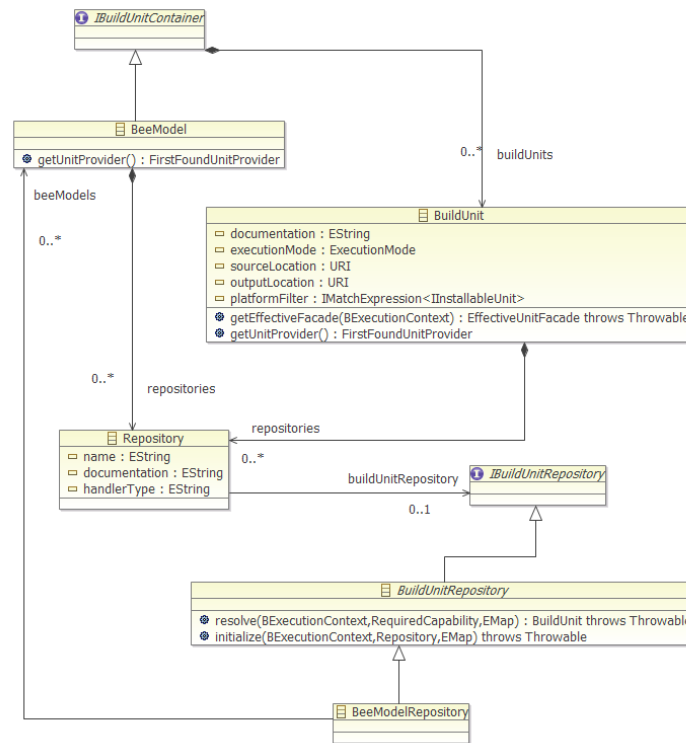 IBuildUnitContainer
BeeModel
getUnitProvider() : FirstFoundUnitProvider
0..*
buildUnits
beeModels
0..*
BuildUnit
documentation : EString
executionMode : ExecutionMode
sourceLocation : URI
outputLocation : URI
platformFilter : IMatchExpression<IInstallableUnit>
getEffectiveFacade(BExecutionContext) : EffectiveUnitFacade throws Throwable
getUnitProvider() : FirstFoundUnitProvider
0..*
repositories
Repository
name : EString
documentation : EString
handlerType : EString
repositories
0..*
buildUnitRepository
0..1
IBuildUnitRepository
BuildUnitRepository
resolve(BExecutionContext,RequiredCapability,EMap) : BuildUnit throws Throwable
initialize(BExecutionContext,Repository,EMap) throws Throwable
BeeModelRepository